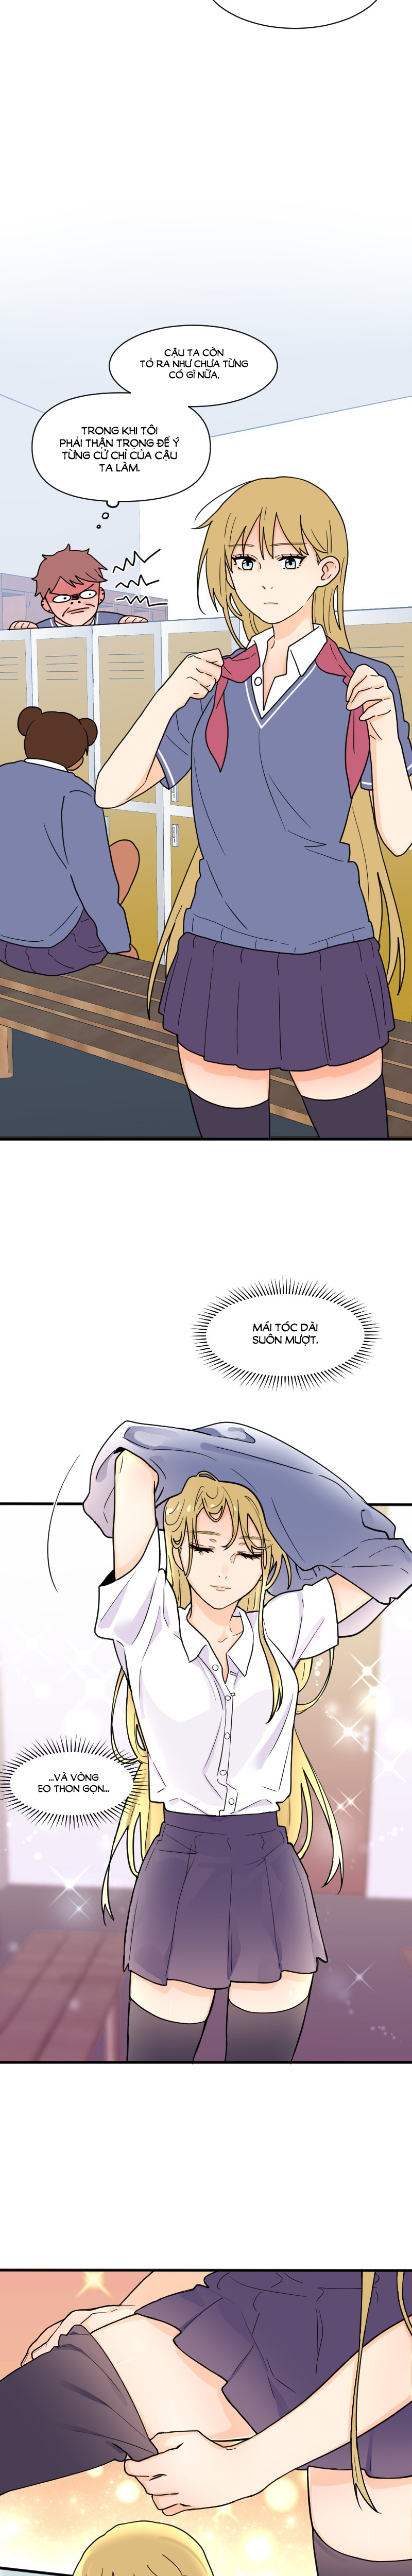 CẬU TA CÒN
TỎ RA NHƯ CHƯA TỪNG
CÓ GÌ NỮA,
TRONG KHI TÔI
PHẢI THẬN TRỌNG ĐỂ Ý
TỪNG CỬ CHỈ CỦA CẬU
TA LÀM.
MÁI TÓC DÀI
SUÔN MƯỢT.
...VÀ VÒNG
EO THON GỌN...